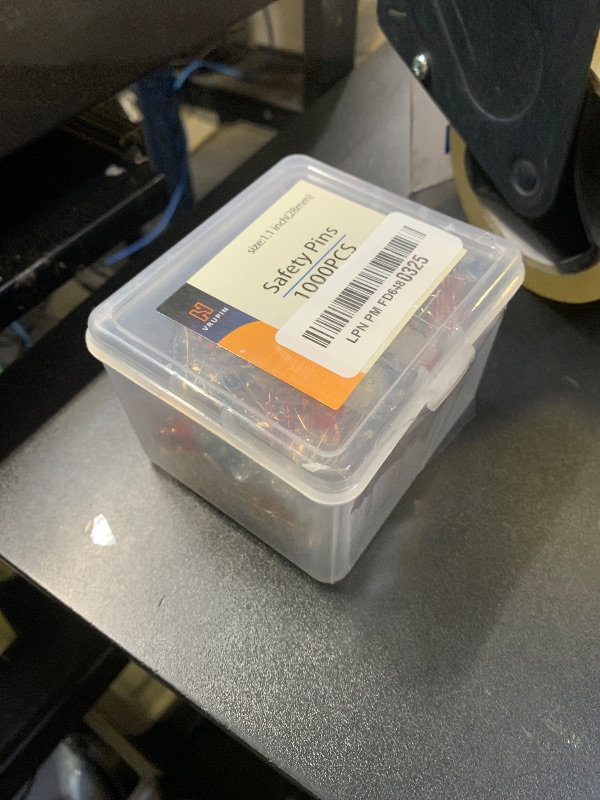 size:1.1 inch(28mm)
Safety Pins
1000PCS
VRUPIN
LPN PM FD6480325